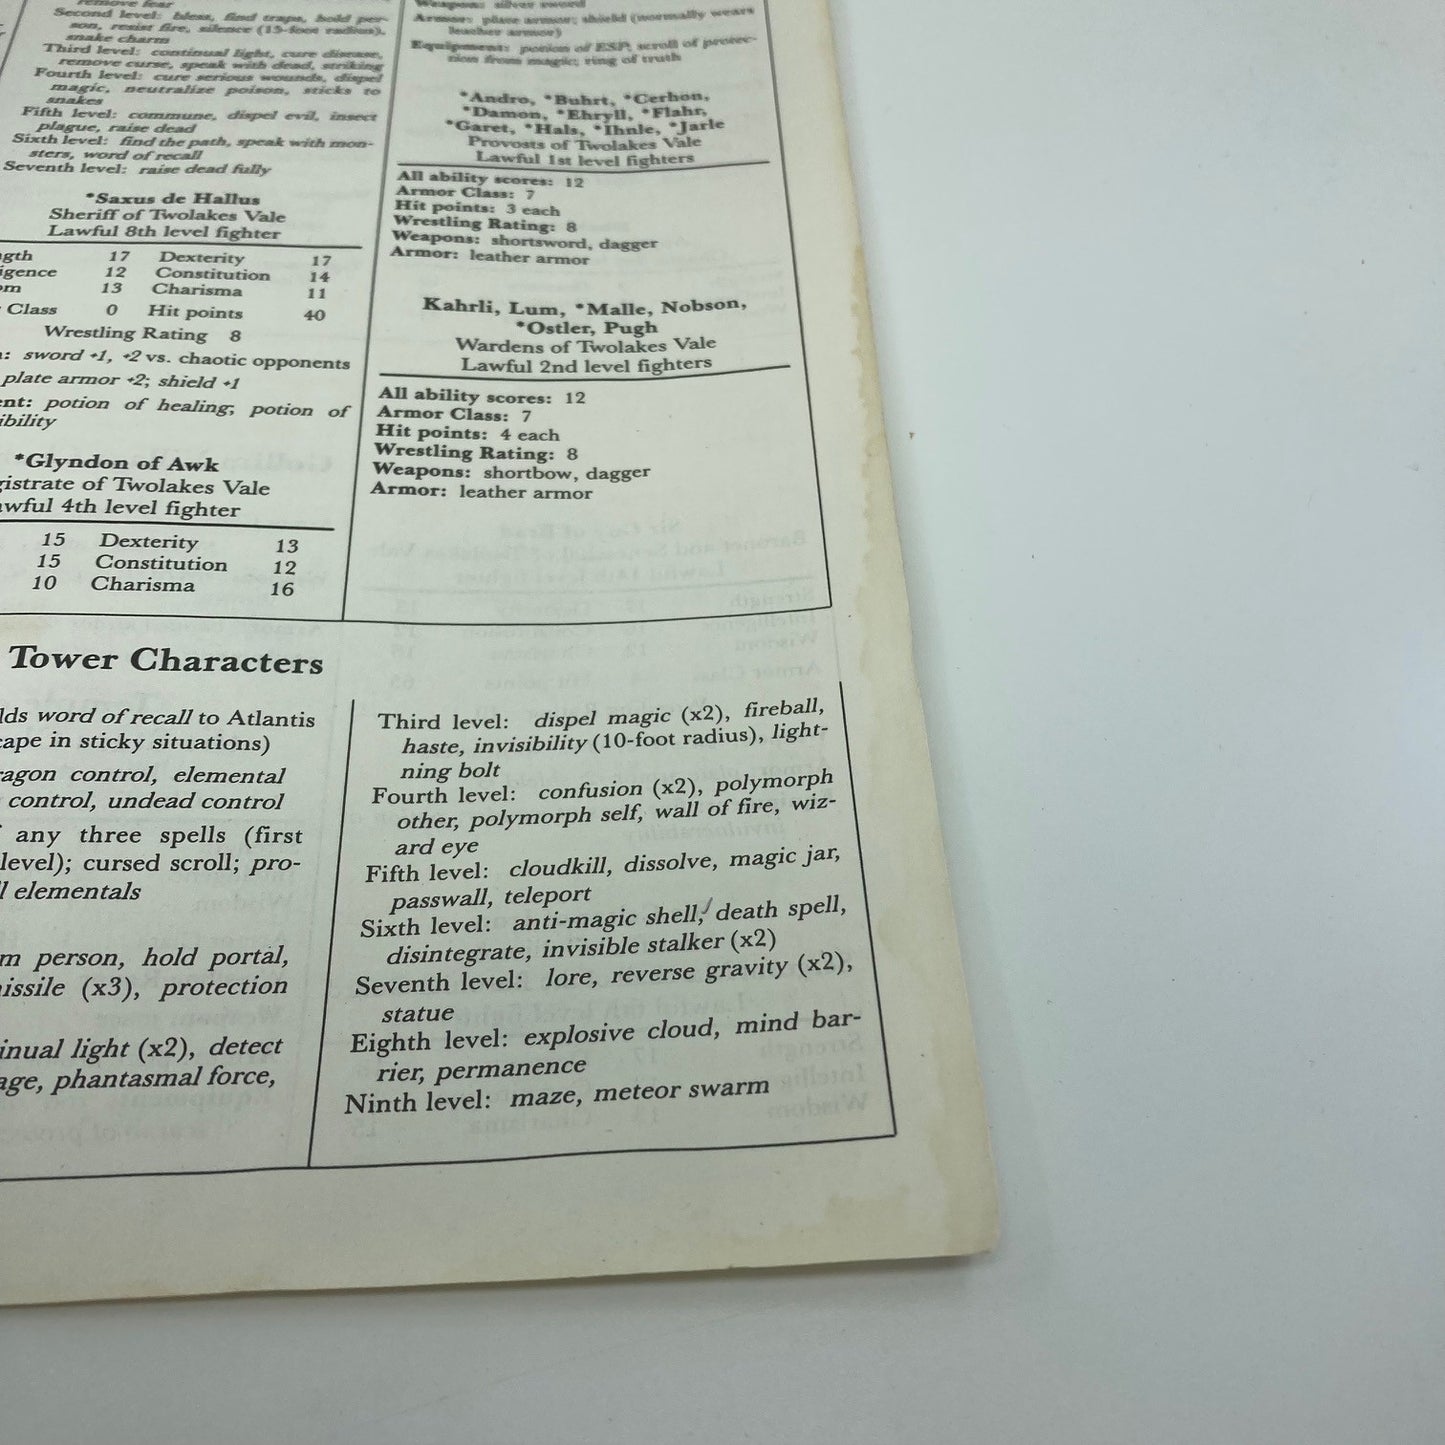 remove fear
Second level: bless, find traps, hold per-
son, resist fire, silence (15-foot radius),
snake charm
Third level: continual light, cure disease,
remove curse, speak with dead, striking
Fourth level: cure serious wounds, dispel
magic, neutralize poison, sticks to
snakes
Fifth level: commune, dispel evil, insect
plague, raise dead
Sixth level: find the path, speak with mon-
sters, word of recall
Seventh level: raise dead fully
*Saxus de Hallus
Sheriff of Twolakes Vale
Lawful 8th level fighter
ngth 17 Dexterity 17
igence 12 Constitution 14
om 13 Charisma 11
Class 0 Hit points 40
Wrestling Rating 8
: sword +1, +2 vs. chaotic opponents
plate armor +2; shield +1
ent: potion of healing; potion of
ibility
*Glyndon of Awk
gistrate of Twolakes Vale
awful 4th level fighter
15 Dexterity 13
15 Constitution 12
10 Charisma 16
Weapon: silver sword
Armor: plate armor; shield (normally wears
leather armor)
Equipment: potion of ESP; scroll of protec-
tion from magic; ring of truth
*Andro, *Buhrt, *Cerhon,
*Damon, *Ehryll, *Flahr,
*Garet, *Hals, *Ihnle, *Jarle
Provosts of Twolakes Vale
Lawful 1st level fighters
All ability scores: 12
Armor Class: 7
Hit points: 3 each
Wrestling Rating: 8
Weapons: shortsword, dagger
Armor: leather armor
Kahrli, Lum, *Malle, Nobson,
*Ostler, Pugh
Wardens of Twolakes Vale
Lawful 2nd level fighters
All ability scores: 12
Armor Class: 7
Hit points: 4 each
Wrestling Rating: 8
Weapons: shortbow, dagger
Armor: leather armor
Tower Characters
lds word of recall to Atlantis
cape in sticky situations)
ragon control, elemental
control, undead control
f any three spells (first
level); cursed scroll; pro-
l elementals
m person, hold portal,
issile (x3), protection
inual light (x2), detect
age, phantasmal force,
Third level: dispel magic (x2), fireball,
haste, invisibility (10-foot radius), light-
ning bolt
Fourth level: confusion (x2), polymorph
other, polymorph self, wall of fire, wiz-
ard eye
Fifth level: cloudkill, dissolve, magic jar,
passwall, teleport
Sixth level: anti-magic shell, death spell,
disintegrate, invisible stalker (x2)
Seventh level: lore, reverse gravity (x2),
statue
Eighth level: explosive cloud, mind bar-
rier, permanence
Ninth level: maze, meteor swarm